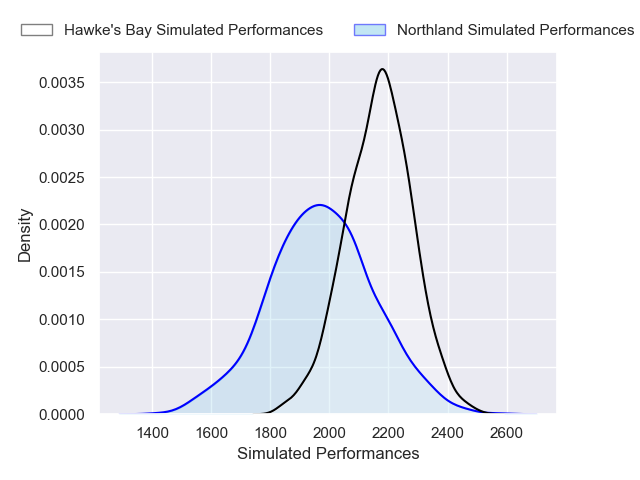 Hawke's Bay Simulated Performances
Northland Simulated Performances
0.0035
0.0030
0.0025
0.0020
0.0015
0.0010
0.0005
0.0000
Density
1400 1600 1800 2000 2200 2400 2600
Simulated Performances